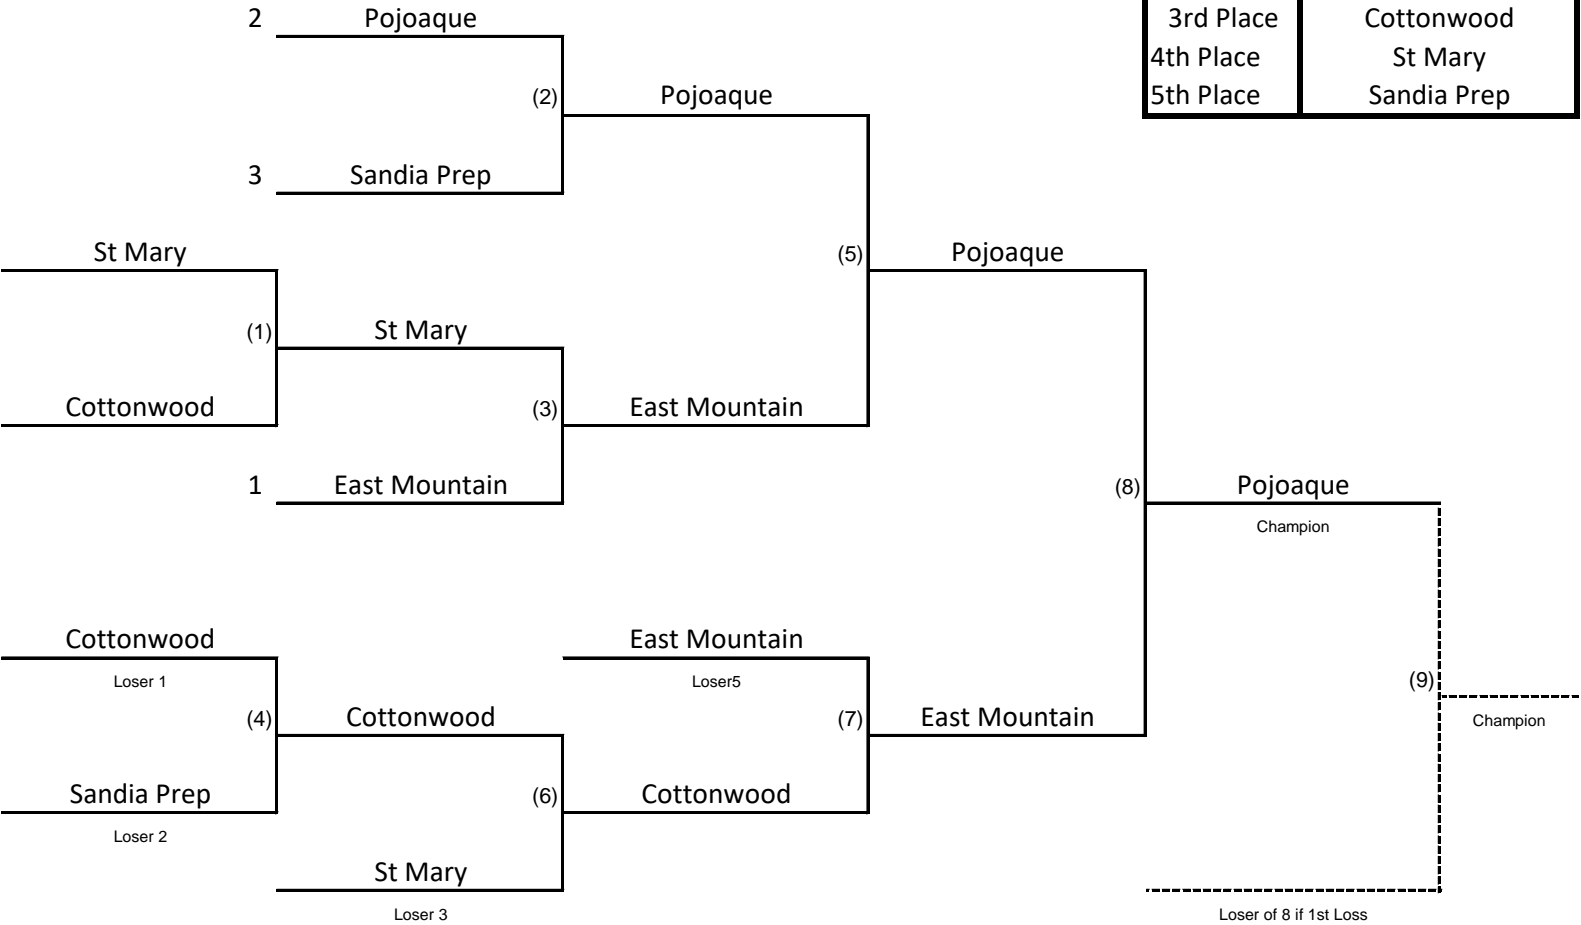 2 Pojoaque
3rd Place Cottonwood
4th Place St Mary
(2) Pojoaque
5th Place Sandia Prep
3 Sandia Prep
St Mary
(5) Pojoaque
(1) St Mary
Cottonwood
(3) East Mountain
1 East Mountain
(8) Pojoaque
Champion
Cottonwood
East Mountain
Loser 1
Loser5
(9)
(4) Cottonwood
(7) East Mountain
Champion
Sandia Prep
(6) Cottonwood
Loser 2
St Mary
Loser 3
Loser of 8 if 1st Loss